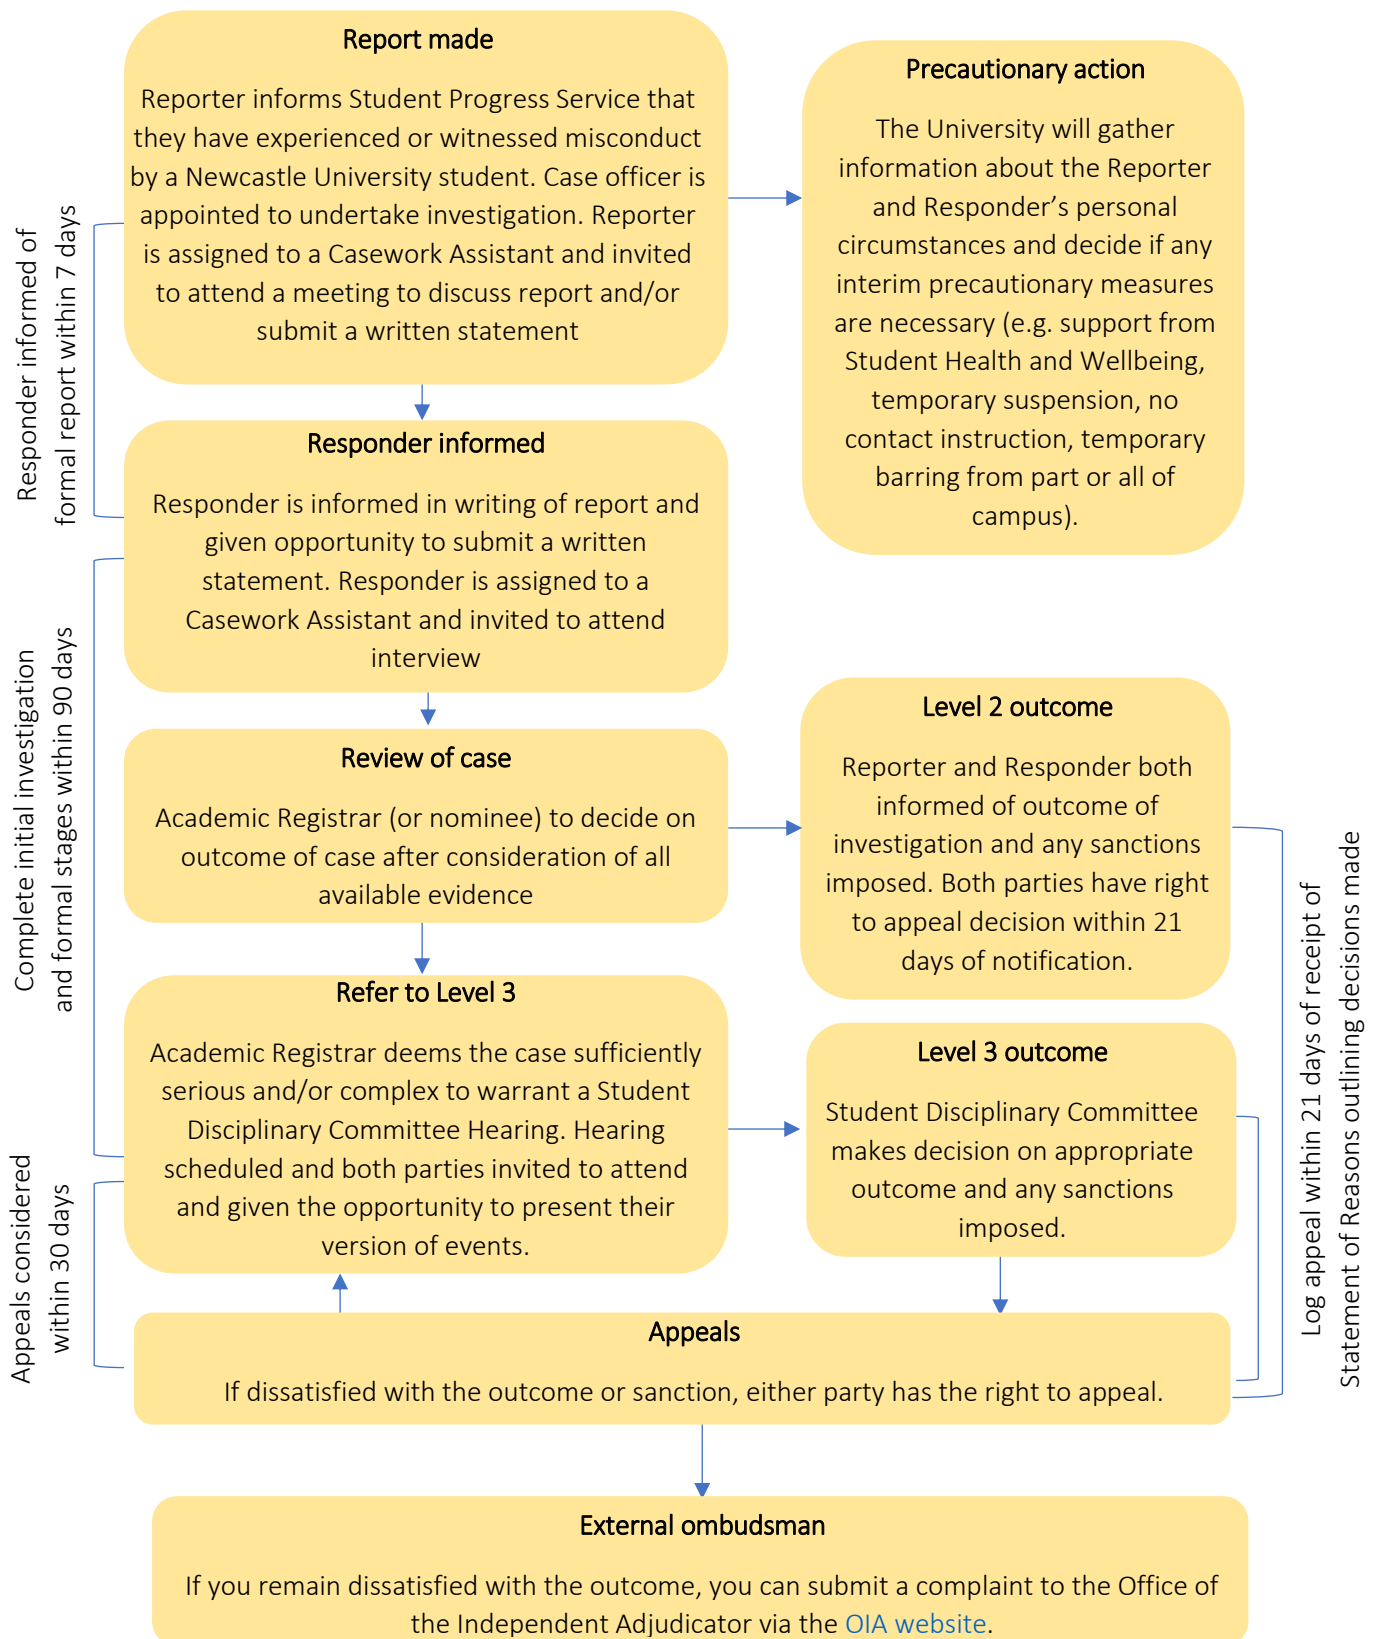 Report made
Reporter informs Student Progress Service that
they have experienced or witnessed misconduct
by a Newcastle University student. Case officer is
appointed to undertake investigation. Reporter
is assigned to a Casework Assistant and invited
to attend a meeting to discuss report and/or
submit a written statement
Precautionary action
The University will gather
information about the Reporter
and Responder’s personal
circumstances and decide if any
interim precautionary measures
are necessary (e.g. support from
Student Health and Wellbeing,
temporary suspension, no
contact instruction, temporary
barring from part or all of
campus).
Responder informed of
formal report within 7 days
Responder informed
Responder is informed in writing of report and
given opportunity to submit a written
statement. Responder is assigned to a
Casework Assistant and invited to attend
interview
Complete initial investigation
and formal stages within 90 days
Review of case
Academic Registrar (or nominee) to decide on
outcome of case after consideration of all
available evidence
Level 2 outcome
Reporter and Responder both
informed of outcome of
investigation and any sanctions
imposed. Both parties have right
to appeal decision within 21
days of notification.
Refer to Level 3
Academic Registrar deems the case sufficiently
serious and/or complex to warrant a Student
Disciplinary Committee Hearing. Hearing
scheduled and both parties invited to attend
and given the opportunity to present their
version of events.
Level 3 outcome
Student Disciplinary Committee
makes decision on appropriate
outcome and any sanctions
imposed.
Log appeal within 21 days of receipt of
Statement of Reasons outlining decisions made
Appeals considered
within 30 days
Appeals
If dissatisfied with the outcome or sanction, either party has the right to appeal.
External ombudsman
If you remain dissatisfied with the outcome, you can submit a complaint to the Office of
the Independent Adjudicator via the OIA website.